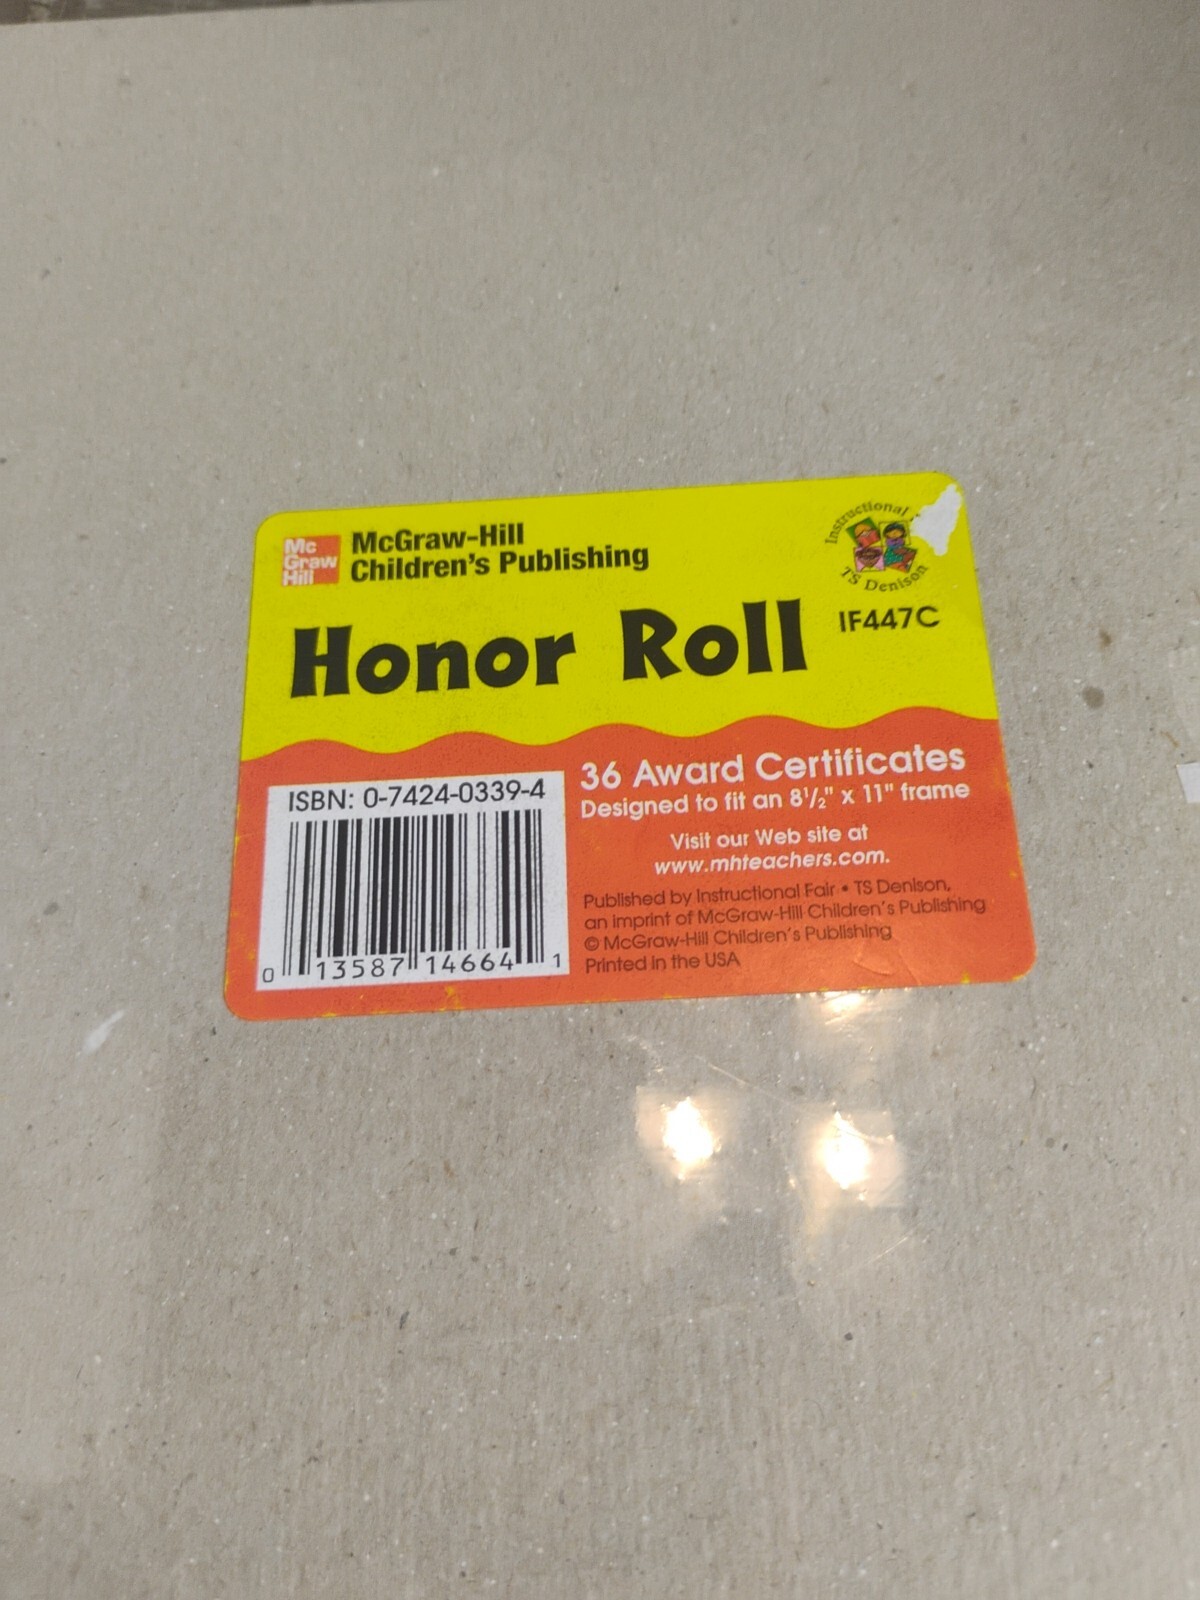 Mc
Graw
Hill
McGraw-Hill
Children's Publishing
Instructional
TS Denison
IF447C
Honor Roll
36 Award Certificates
Designed to fit an 8½" x 11" frame
Visit our Web site at
www.mhteachers.com.
Published by Instructional Fair • TS Denison,
an imprint of McGraw-Hill Children's Publishing
© McGraw-Hill Children's Publishing
Printed in the USA
ISBN: 0-7424-0339-4
0 13587 14664 1